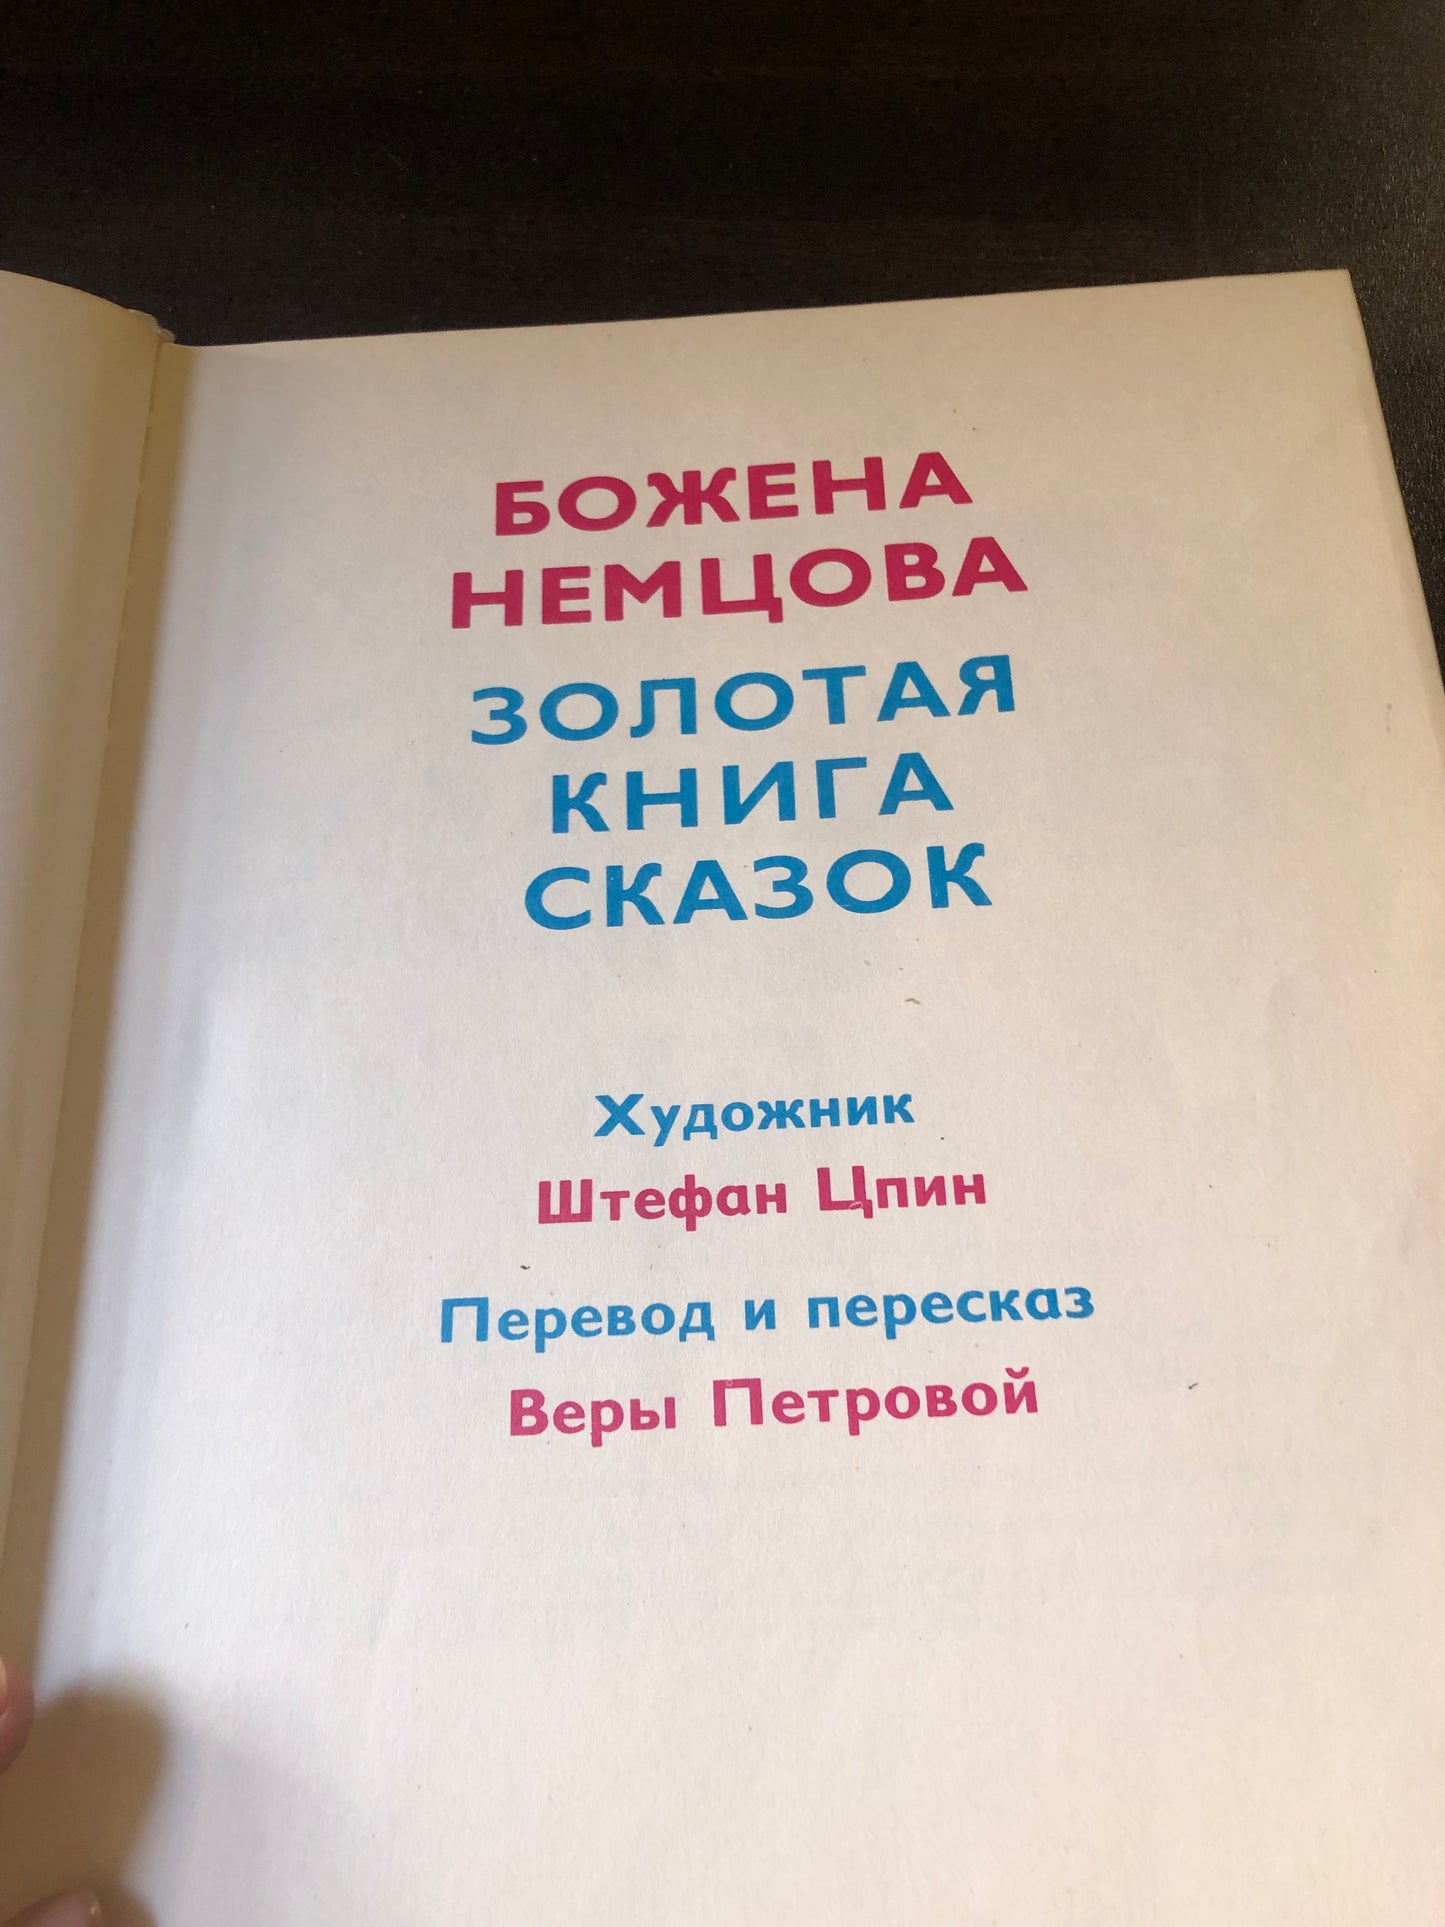 БОЖЕНА
НЕМЦОВА
ЗОЛОТАЯ
КНИГА
СКАЗОК
Художник
Штефан Цпин
Перевод и пересказ
Веры Петровой